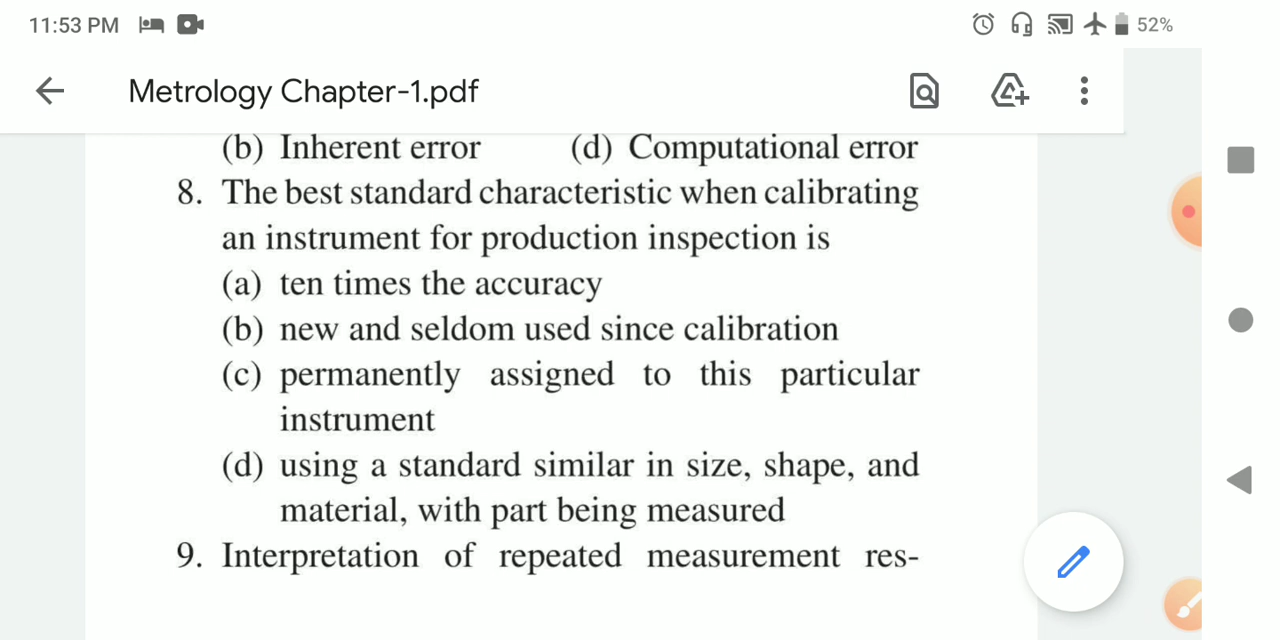 11:53 PM
52%
Metrology Chapter-1.pdf
(b) Inherent error (d) Computational error
8. The best standard characteristic when calibrating
an instrument for production inspection is
(a) ten times the accuracy
(b) new and seldom used since calibration
(c) permanently assigned to this particular
instrument
(d) using a standard similar in size, shape, and
material, with part being measured
9. Interpretation of repeated measurement res-